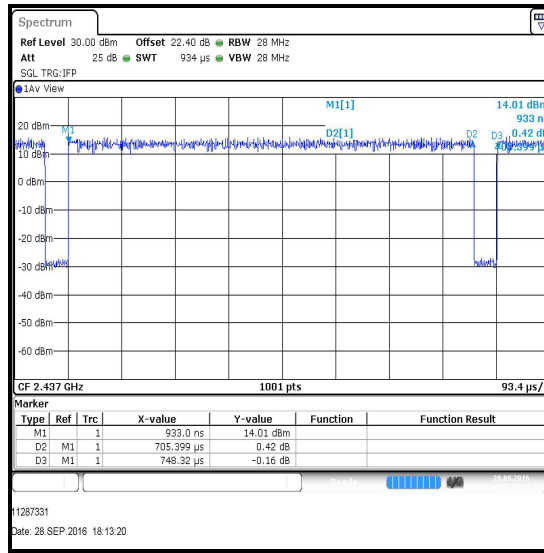 Spectrum
Ref Level 30.00 dBm Offset 22.40 dB RBW 28 MHz
Att 25 dB SWT 934 µs VBW 28 MHz
SGL TRG:IFP
1Av View
M1[1] 14.01 dBm
933 n
20 dBm
M1
D2[1] D2 D3 0.42 dB
705.399 µs
10 dBm
0 dBm
-10 dBm
-20 dBm
-30 dBm
-40 dBm
-50 dBm
-60 dBm
CF 2.437 GHz 1001 pts 93.4 µs/
Marker
Type Ref Trc X-value Y-value Function Function Result
M1 1 933.0 ns 14.01 dBm
D2 M1 1 705.399 µs 0.42 dB
D3 M1 1 748.32 µs -0.16 dB
Ready 28.09.2016
11287331
Date: 28.SEP.2016 18:13:20